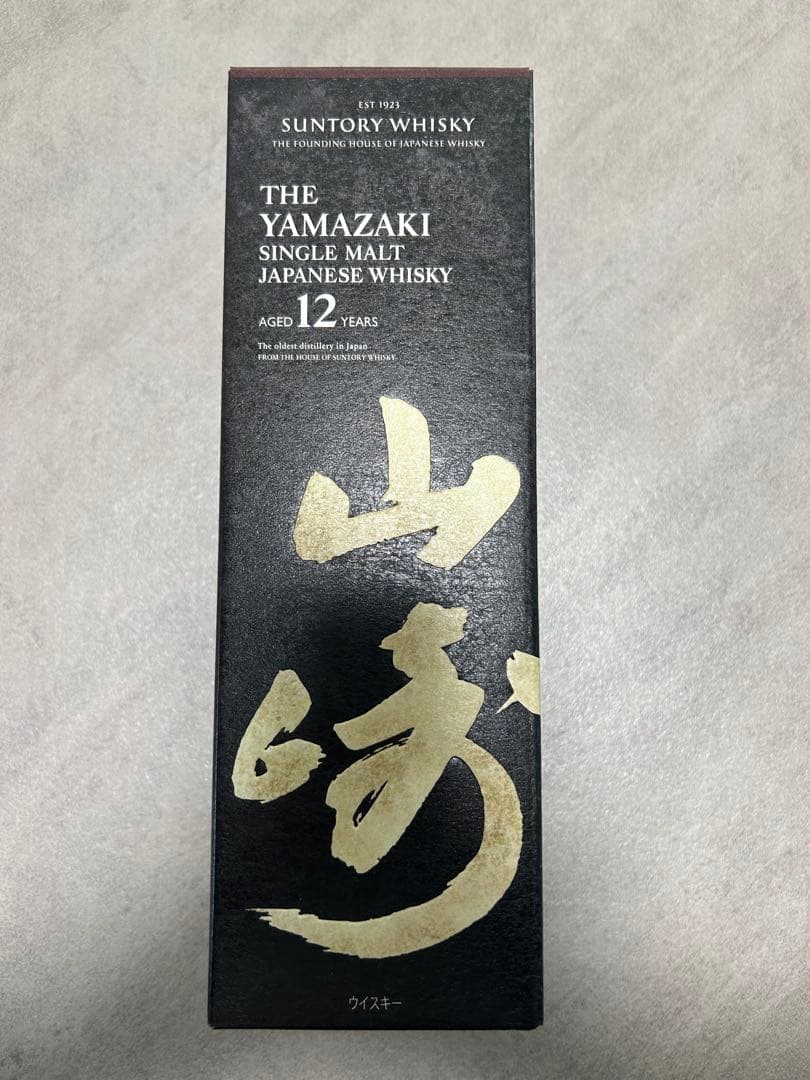 EST 1923
SUNTORY WHISKY
THE FOUNDING HOUSE OF JAPANESE WHISKY
THE
YAMAZAKI
SINGLE MALT
JAPANESE WHISKY
AGED 12 YEARS
The oldest distillery in Japan
FROM THE HOUSE OF SUNTORY WHISKY
山
崎
ウイスキー